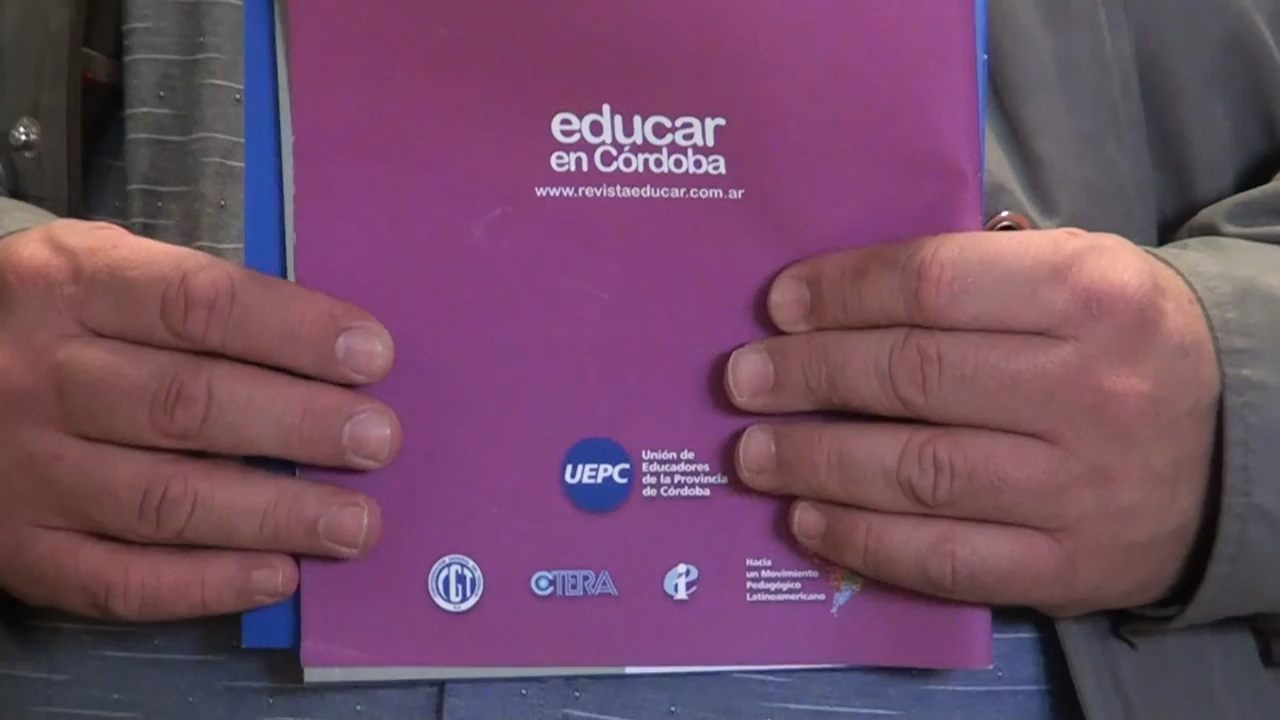 educar
en Córdoba
www.revistaeducar.com.ar
UEPC
Unión de
Educadores
de la Provincia
de Córdoba
CGT
CTERA
Hacia
un Movimiento
Pedagógico
Latinoamericano